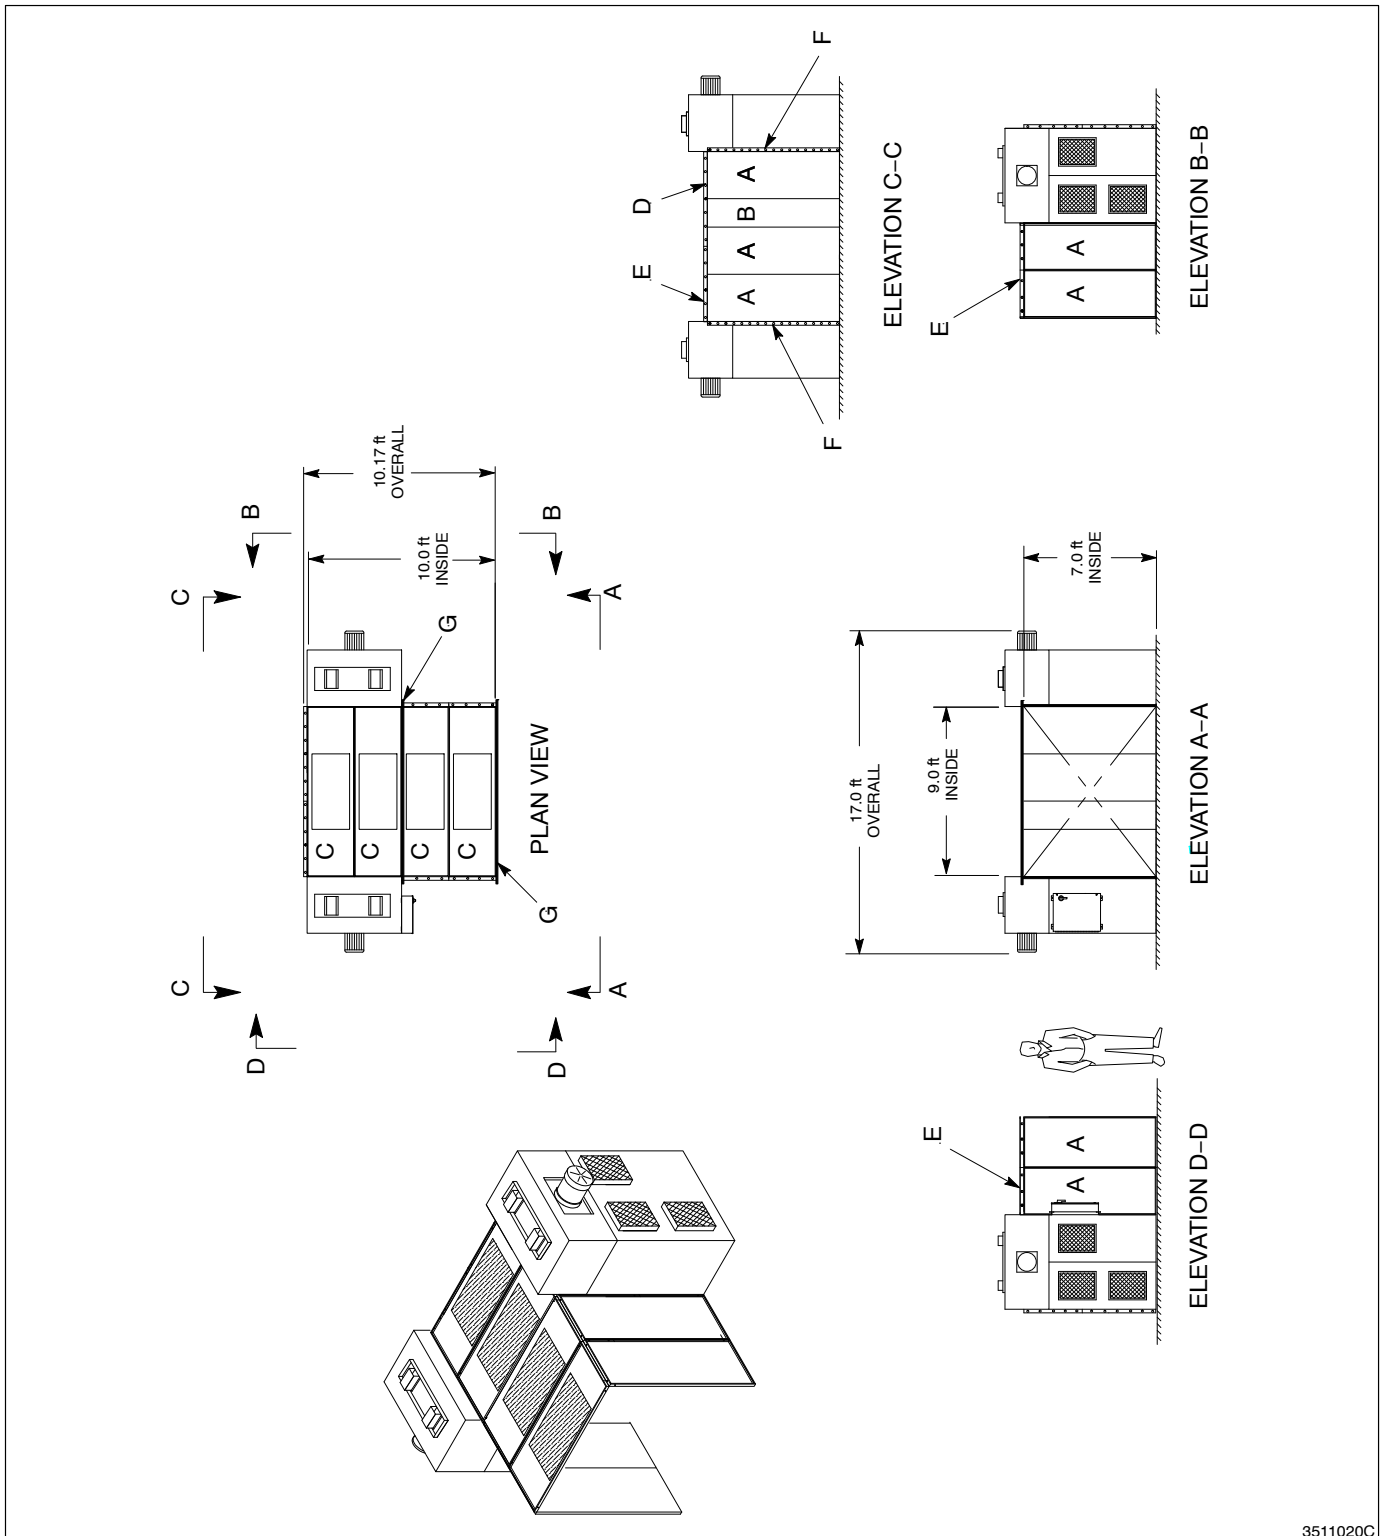 D
C
C
B
10.17 ft
OVERALL
10.0 ft
INSIDE
C
C
C
C
G
G
D
A
A
B
PLAN VIEW
E
D
A
A
B
A
F
F
ELEVATION C–C
E
A
A
ELEVATION D–D
17.0 ft
OVERALL
9.0 ft
INSIDE
7.0 ft
INSIDE
ELEVATION A–A
E
A
A
ELEVATION B–B
3511020C